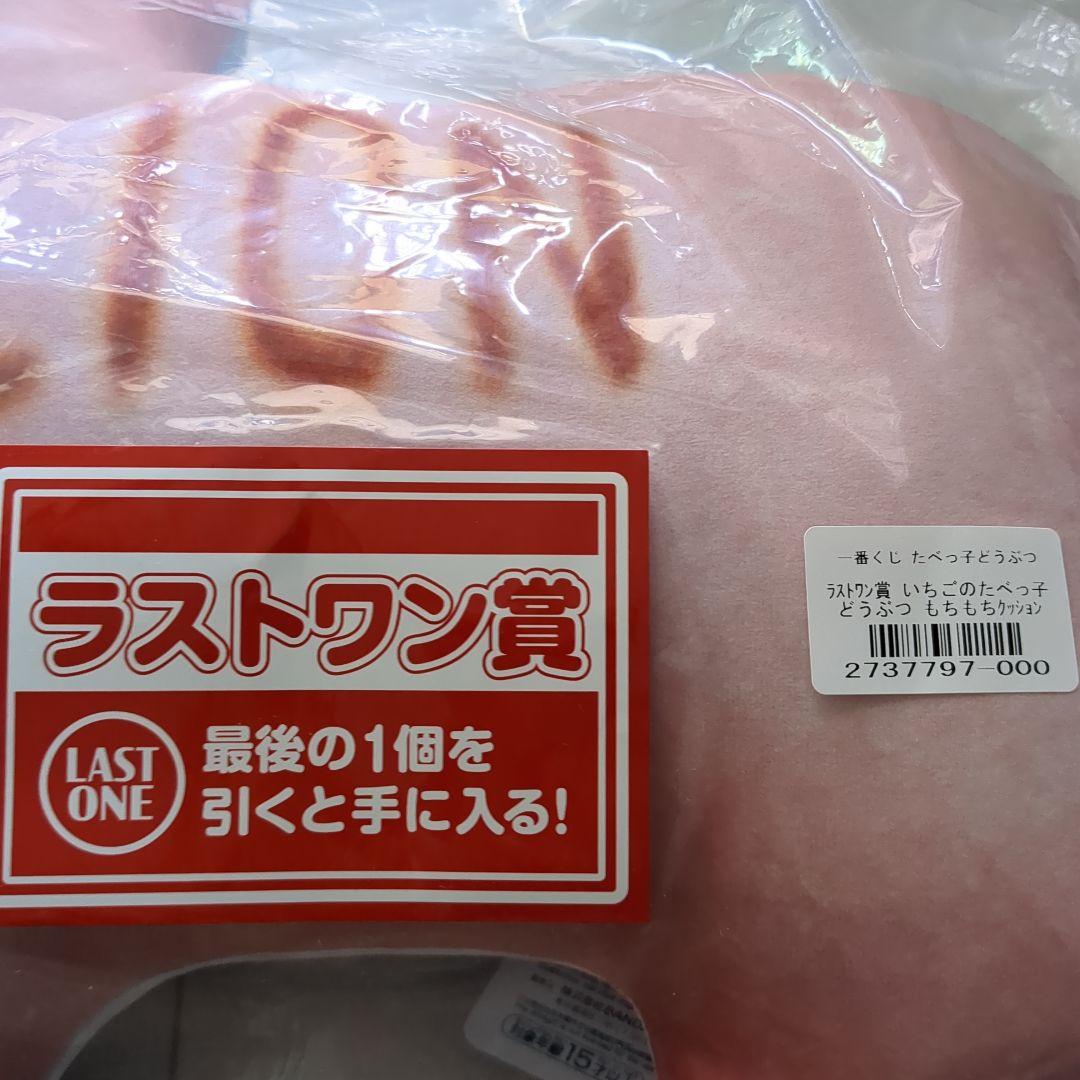 LION
ラストワン賞
LAST
ONE
最後の1個を
引くと手に入る!
一番くじ たべっ子どうぶつ
ﾗｽﾄﾜﾝ賞 いちごのたべっ子
どうぶつ もちもちｸｯｼｮﾝ
2737797-000